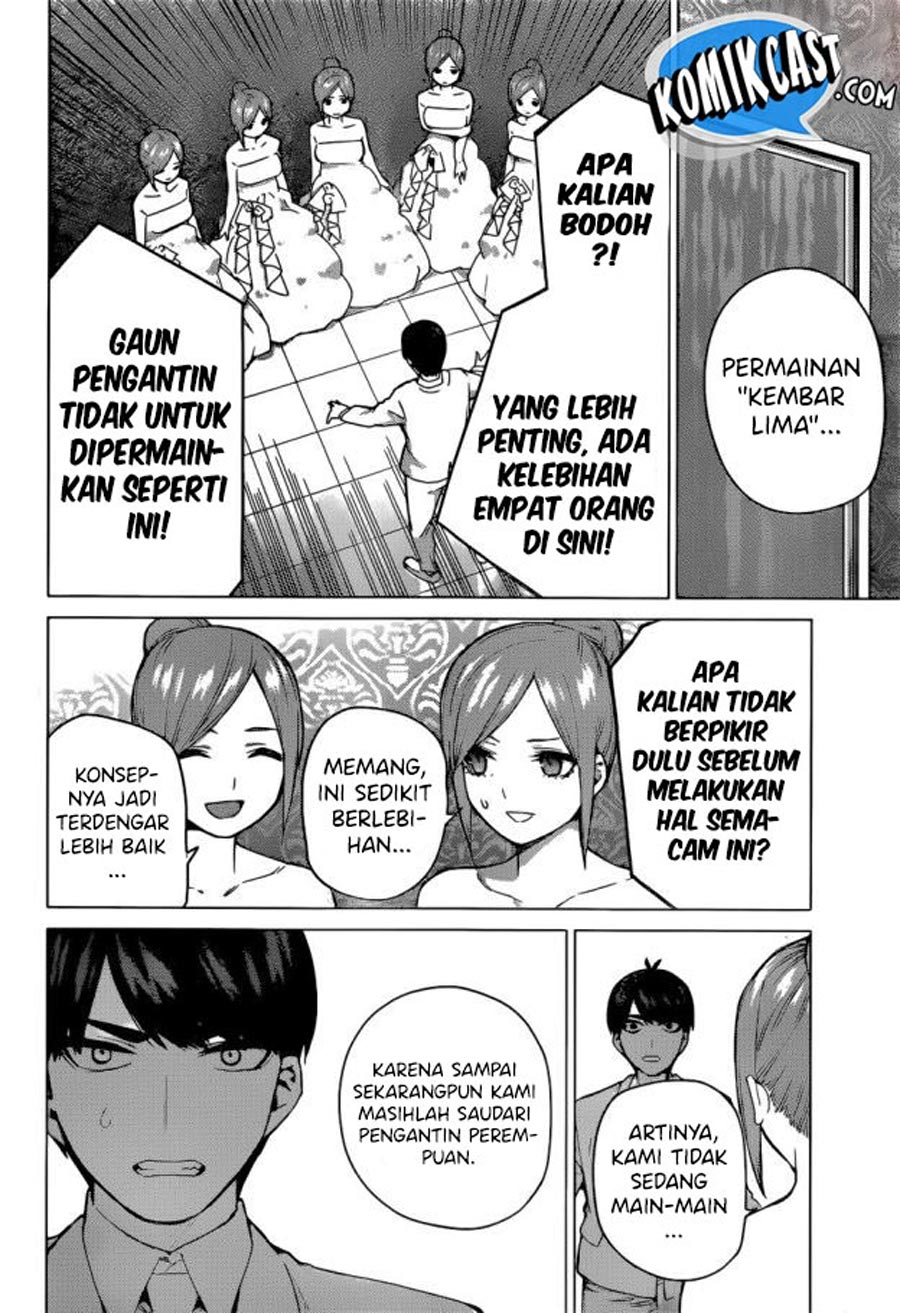 KOMIKCAST
.COM
PERMAINAN
"KEMBAR
LIMA"...
APA
KALIAN
BODOH
?!
YANG LEBIH
PENTING, ADA
KELEBIHAN
EMPAT ORANG
DI SINI!
GAUN
PENGANTIN
TIDAK UNTUK
DIPERMAIN-
KAN SEPERTI
INI!
APA
KALIAN TIDAK
BERPIKIR
DULU SEBELUM
MELAKUKAN
HAL SEMA-
CAM INI?
MEMANG,
INI SEDIKIT
BERLEBI-
HAN...
KONSEP-
NYA JADI
TERDENGAR
LEBIH BAIK
...
ARTINYA,
KAMI TIDAK
SEDANG
MAIN-MAIN
...
KARENA SAMPAI
SEKARANGPUN KAMI
MASIHLAH SAUDARI
PENGANTIN PEREM-
PUAN.